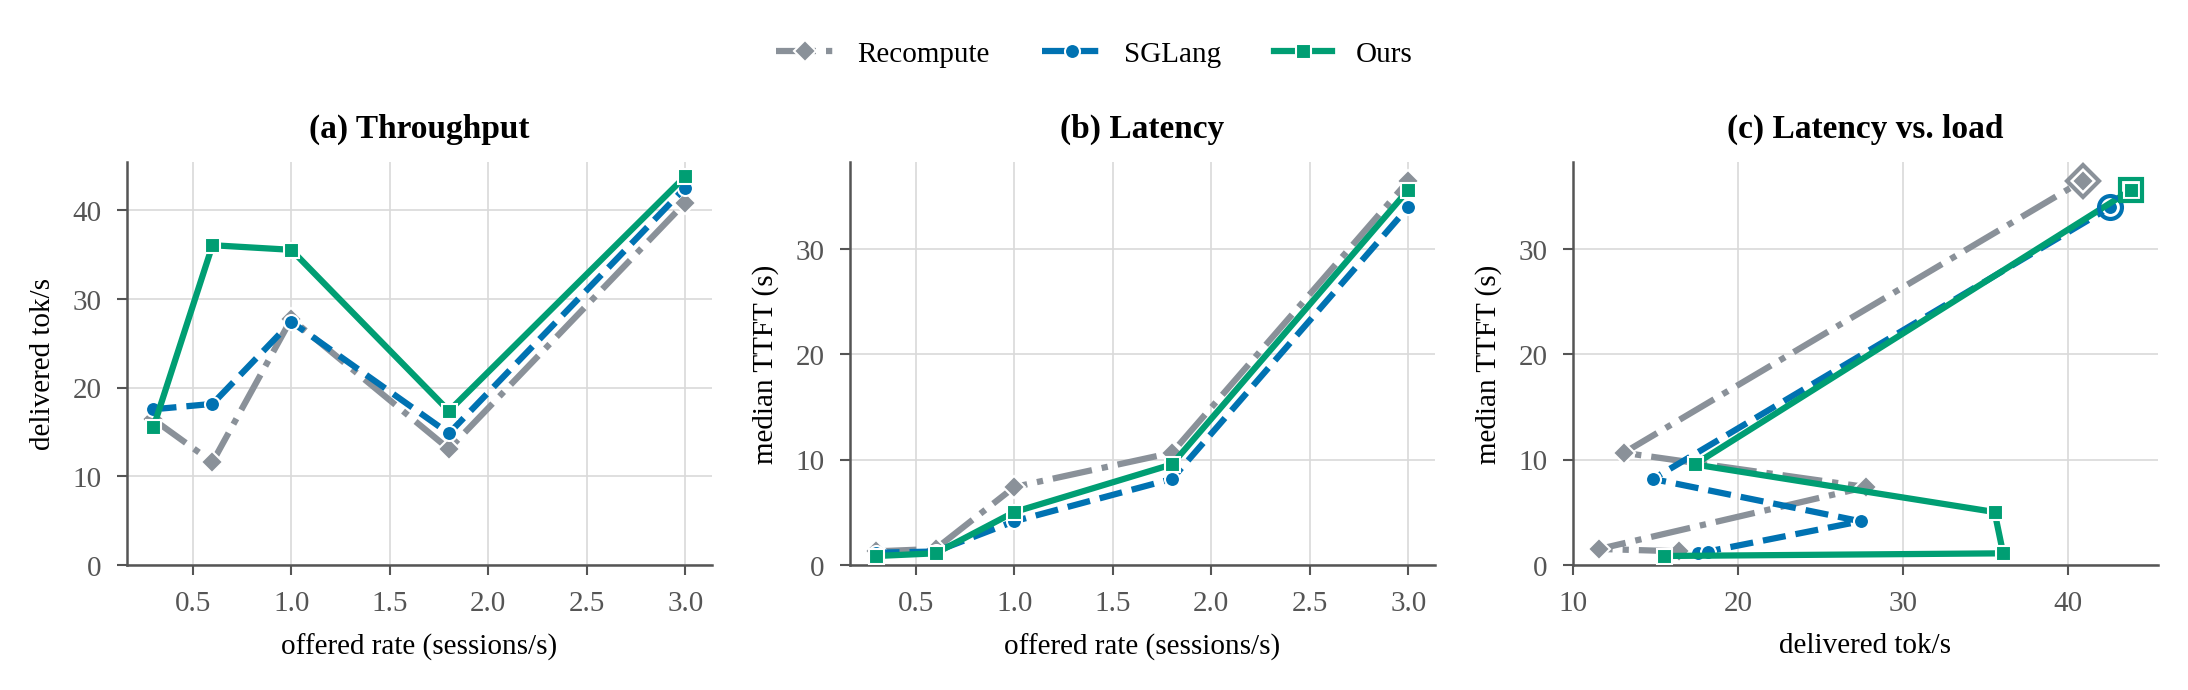 Recompute SGLang Ours
(a) Throughput
delivered tok/s
40
30
20
10
0
0.5 1.0 1.5 2.0 2.5 3.0
offered rate (sessions/s)
(b) Latency
median TTFT (s)
30
20
10
0
0.5 1.0 1.5 2.0 2.5 3.0
offered rate (sessions/s)
(c) Latency vs. load
median TTFT (s)
30
20
10
0
10 20 30 40
delivered tok/s